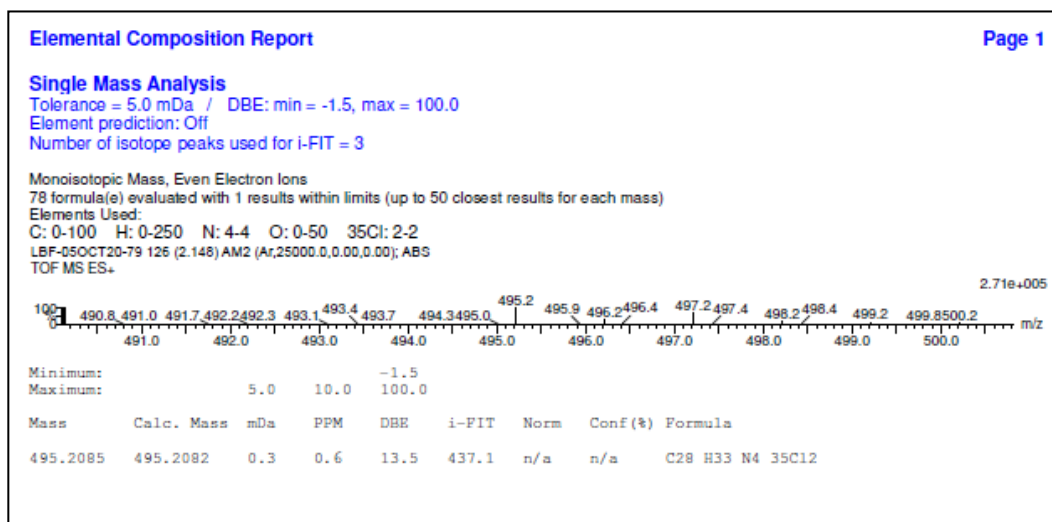 Elemental Composition Report Page 1
Single Mass Analysis
Tolerance = 5.0 mDa / DBE: min = -1.5, max = 100.0
Element prediction: Off
Number of isotope peaks used for i-FIT = 3
Monoisotopic Mass, Even Electron Ions
78 formula(e) evaluated with 1 results within limits (up to 50 closest results for each mass)
Elements Used:
C: 0-100 H: 0-250 N: 4-4 O: 0-50 35Cl: 2-2
LBF-05OCT20-79 126 (2.148) AM2 (Ar,25000.0,0.00,0.00); ABS
TOF MS ES+
2.71e+005
100
%
0
490.8 491.0 491.7 492.2 492.3 493.1 493.4 493.7 494.3 495.0 495.2 495.9 496.2 496.4 497.2 497.4 498.2 498.4 499.2 499.8 500.2
m/z
491.0 492.0 493.0 494.0 495.0 496.0 497.0 498.0 499.0 500.0
Minimum: -1.5
Maximum: 5.0 10.0 100.0
Mass Calc. Mass mDa PPM DBE i-FIT Norm Conf(%) Formula
495.2085 495.2082 0.3 0.6 13.5 437.1 n/a n/a C28 H33 N4 35Cl2